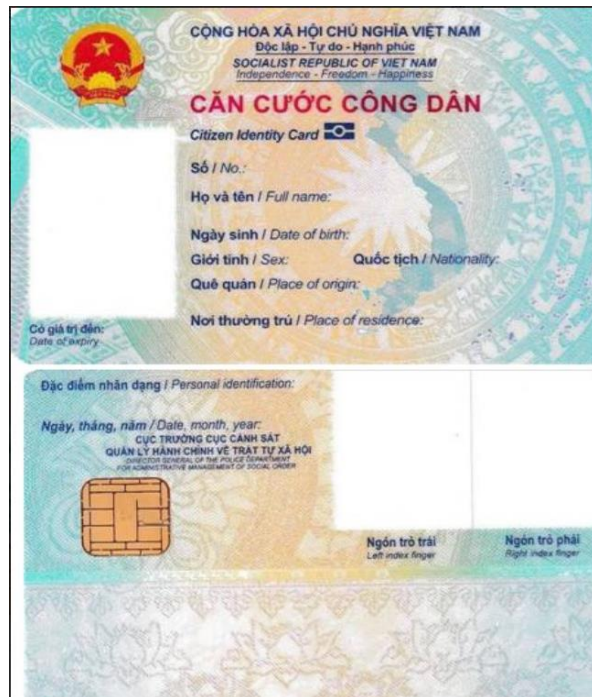 CỘNG HÒA XÃ HỘI CHỦ NGHĨA VIỆT NAM
Độc lập - Tự do - Hạnh phúc
SOCIALIST REPUBLIC OF VIET NAM
Independence - Freedom - Happiness
CĂN CƯỚC CÔNG DÂN
Citizen Identity Card
Số / No.:
Họ và tên / Full name:
Ngày sinh / Date of birth:
Giới tính / Sex: Quốc tịch / Nationality:
Quê quán / Place of origin:
Nơi thường trú / Place of residence:
Có giá trị đến:
Date of expiry
Đặc điểm nhân dạng / Personal identification:
Ngày, tháng, năm / Date, month, year:
CỤC TRƯỞNG CỤC CẢNH SÁT
QUẢN LÝ HÀNH CHÍNH VỀ TRẬT TỰ XÃ HỘI
DIRECTOR GENERAL OF THE POLICE DEPARTMENT
FOR ADMINISTRATIVE MANAGEMENT OF SOCIAL ORDER
Ngón trỏ trái
Left index finger
Ngón trỏ phải
Right index finger